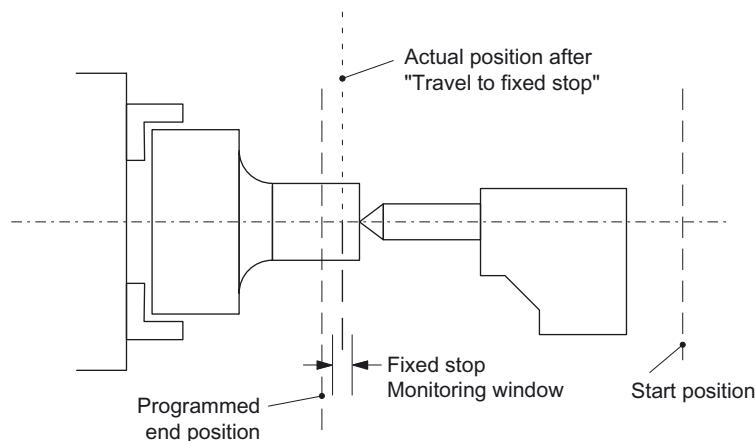 Actual position after
"Travel to fixed stop"
Fixed stop
Monitoring window
Start position
Programmed
end position